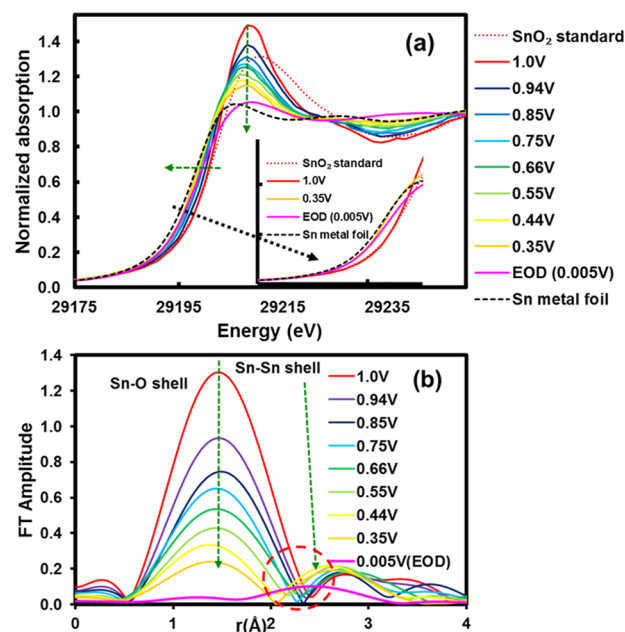 (a)
Normalized absorption
1.4
1.2
1.0
0.8
0.6
0.4
0.2
0.0
29175
29195
29215
29235
Energy (eV)
SnO₂ standard
1.0V
0.35V
EOD (0.005V)
Sn metal foil
SnO₂ standard
1.0V
0.94V
0.85V
0.75V
0.66V
0.55V
0.44V
0.35V
EOD (0.005V)
Sn metal foil
(b)
FT Amplitude
1.4
1.2
1.0
0.8
0.6
0.4
0.2
0.0
0
1
2
3
4
r(Å)
Sn-O shell
Sn-Sn shell
1.0V
0.94V
0.85V
0.75V
0.66V
0.55V
0.44V
0.35V
0.005V(EOD)